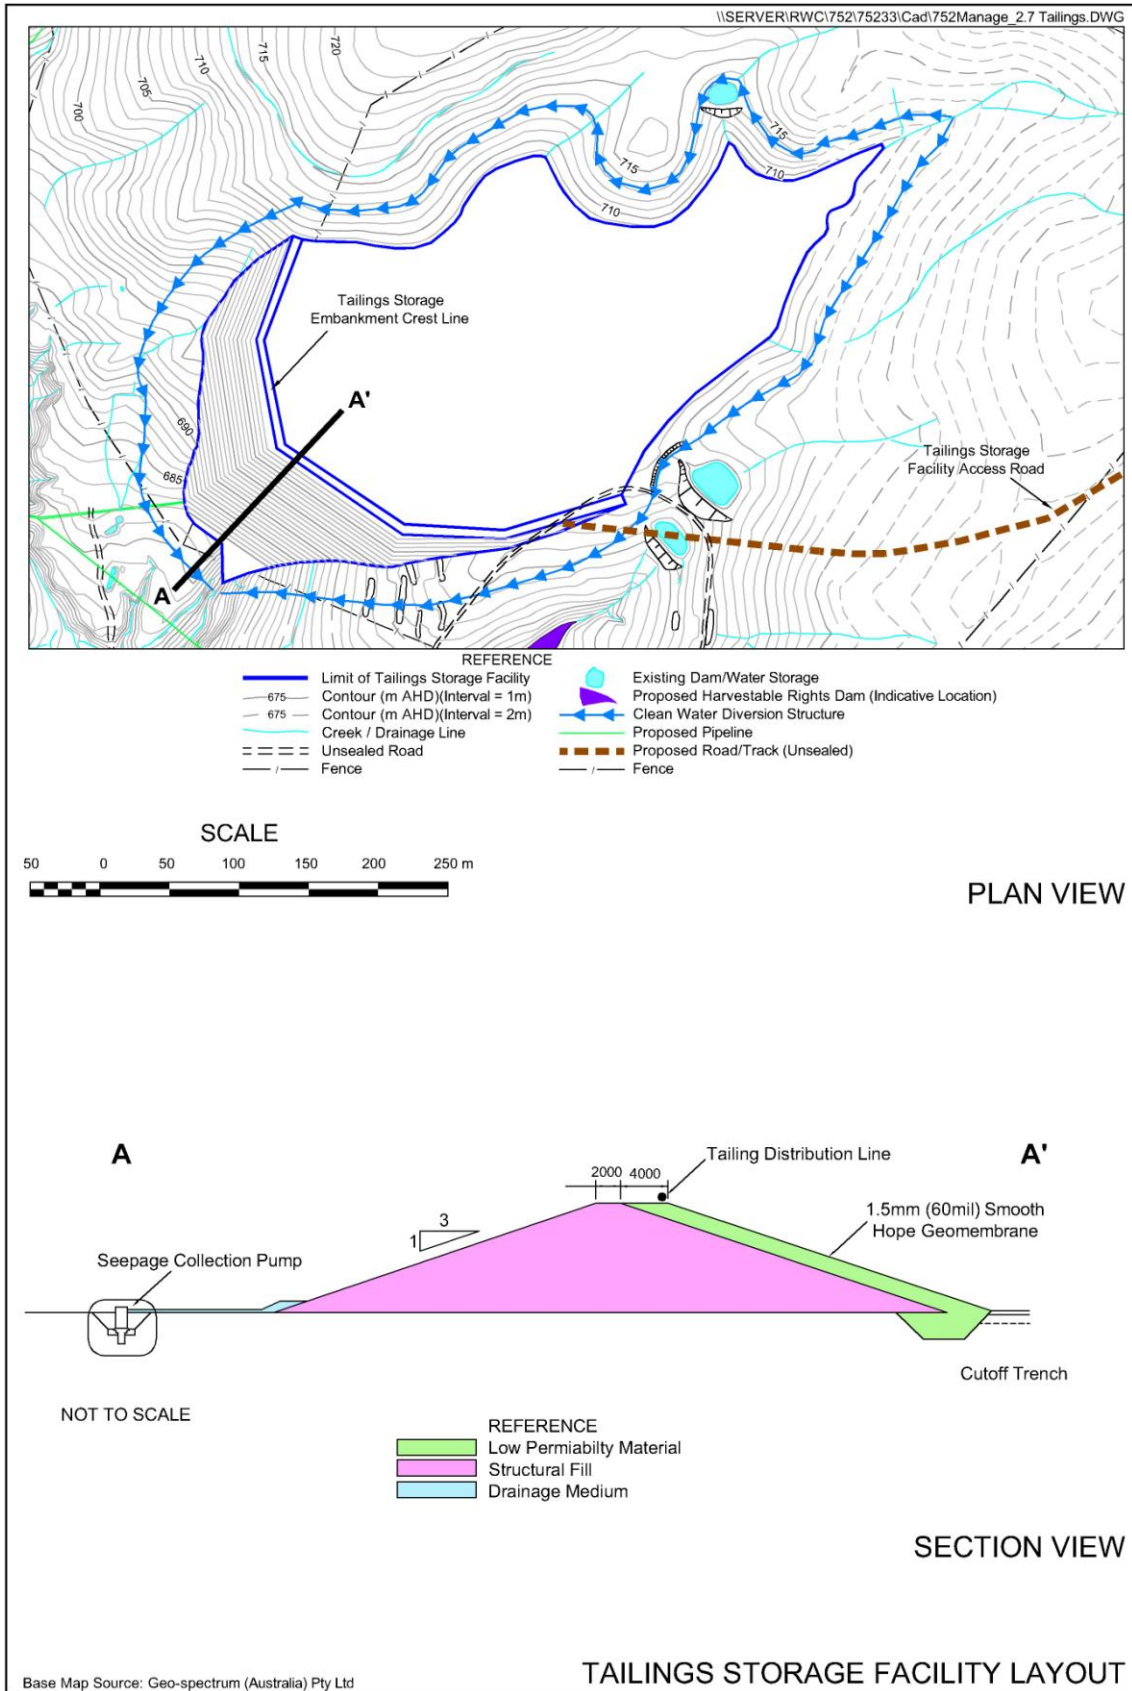 \\SERVER\RWC\752\75233\Cad\752Manage_2.7 Tailings.DWG
720
715
710
705
700
715
715
710
710
Tailings Storage
Embankment Crest Line
A'
690
685
A
Tailings Storage
Facility Access Road
REFERENCE
Limit of Tailings Storage Facility
675 Contour (m AHD)(Interval = 1m)
675 Contour (m AHD)(Interval = 2m)
Creek / Drainage Line
Unsealed Road
Fence
Existing Dam/Water Storage
Proposed Harvestable Rights Dam (Indicative Location)
Clean Water Diversion Structure
Proposed Pipeline
Proposed Road/Track (Unsealed)
Fence
SCALE
50 0 50 100 150 200 250 m
PLAN VIEW
A
A'
Tailing Distribution Line
2000 4000
1.5mm (60mil) Smooth
Hope Geomembrane
3
1
Seepage Collection Pump
Cutoff Trench
NOT TO SCALE
REFERENCE
Low Permiabilty Material
Structural Fill
Drainage Medium
SECTION VIEW
Base Map Source: Geo-spectrum (Australia) Pty Ltd
TAILINGS STORAGE FACILITY LAYOUT